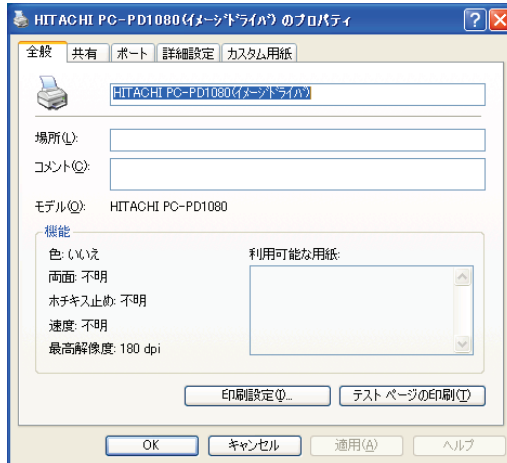 HITACHI PC-PD1080(ｲﾒｰｼﾞﾄﾞﾗｲﾊﾞ) のプロパティ
全般 共有 ポート 詳細設定 カスタム用紙
HITACHI PC-PD1080(ｲﾒｰｼﾞﾄﾞﾗｲﾊﾞ)
場所(L):
コメント(C):
モデル(O): HITACHI PC-PD1080
機能
色: いいえ 利用可能な用紙:
両面: 不明
ホチキス止め: 不明
速度: 不明
最高解像度: 180 dpi
印刷設定(I)... テスト ページの印刷(T)
OK キャンセル 適用(A) ヘルプ